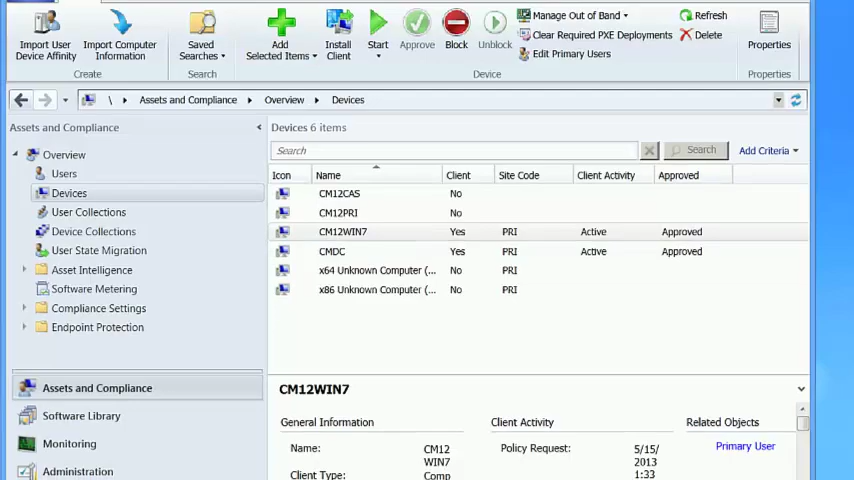 Import User
Device Affinity
Import Computer
Information
Saved
Searches
Add
Selected Items
Install
Client
Start
Approve
Block
Unblock
Manage Out of Band
Clear Required PXE Deployments
Edit Primary Users
Refresh
Delete
Properties
Create
Search
Device
Properties
\ Assets and Compliance Overview Devices
Assets and Compliance
Overview
Users
Devices
User Collections
Device Collections
User State Migration
Asset Intelligence
Software Metering
Compliance Settings
Endpoint Protection
Assets and Compliance
Software Library
Monitoring
Administration
Devices 6 items
Search
Search
Add Criteria
Icon Name Client Site Code Client Activity Approved
CM12CAS No
CM12PRI No
CM12WIN7 Yes PRI Active Approved
CMDC Yes PRI Active Approved
x64 Unknown Computer (... No PRI
x86 Unknown Computer (... No PRI
CM12WIN7
General Information
Name: CM12
WIN7
Client Type: Comp
Client Activity
Policy Request: 5/15/
2013
1:33
Related Objects
Primary User